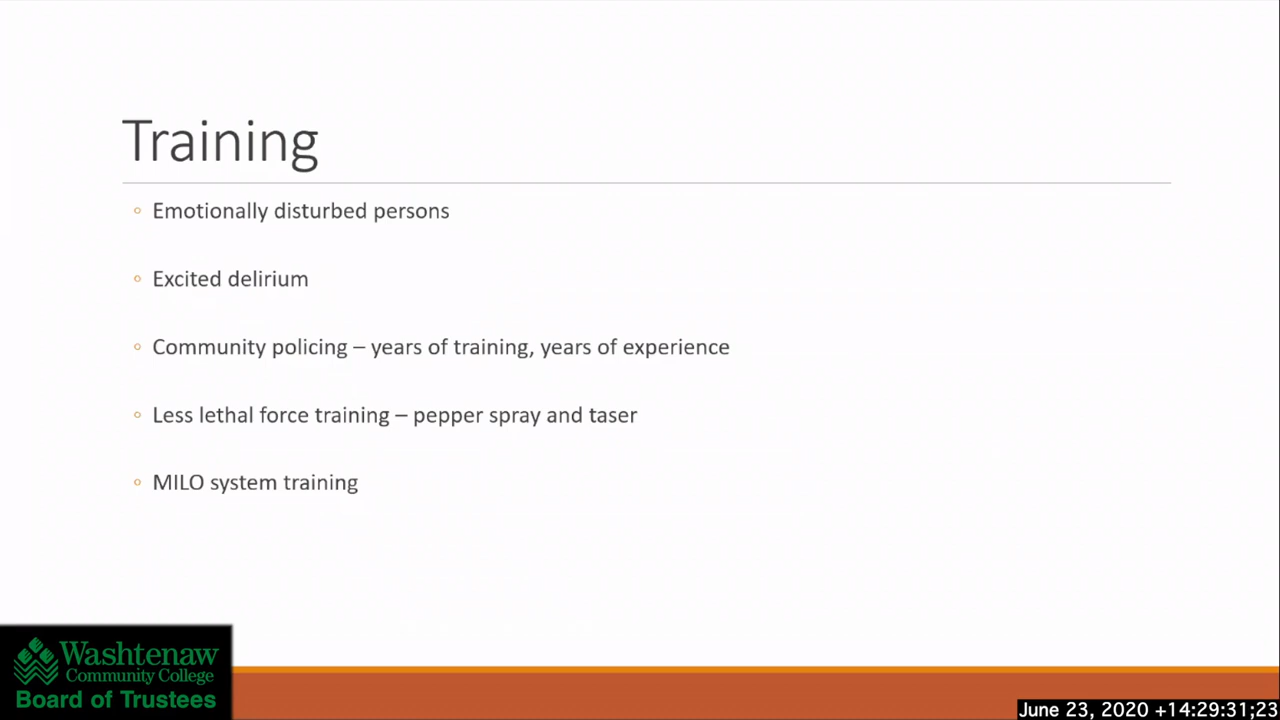 Training
Emotionally disturbed persons
Excited delirium
Community policing – years of training, years of experience
Less lethal force training – pepper spray and taser
MILO system training
Washtenaw
Community College
Board of Trustees
June 23, 2020 +14:29:31;23